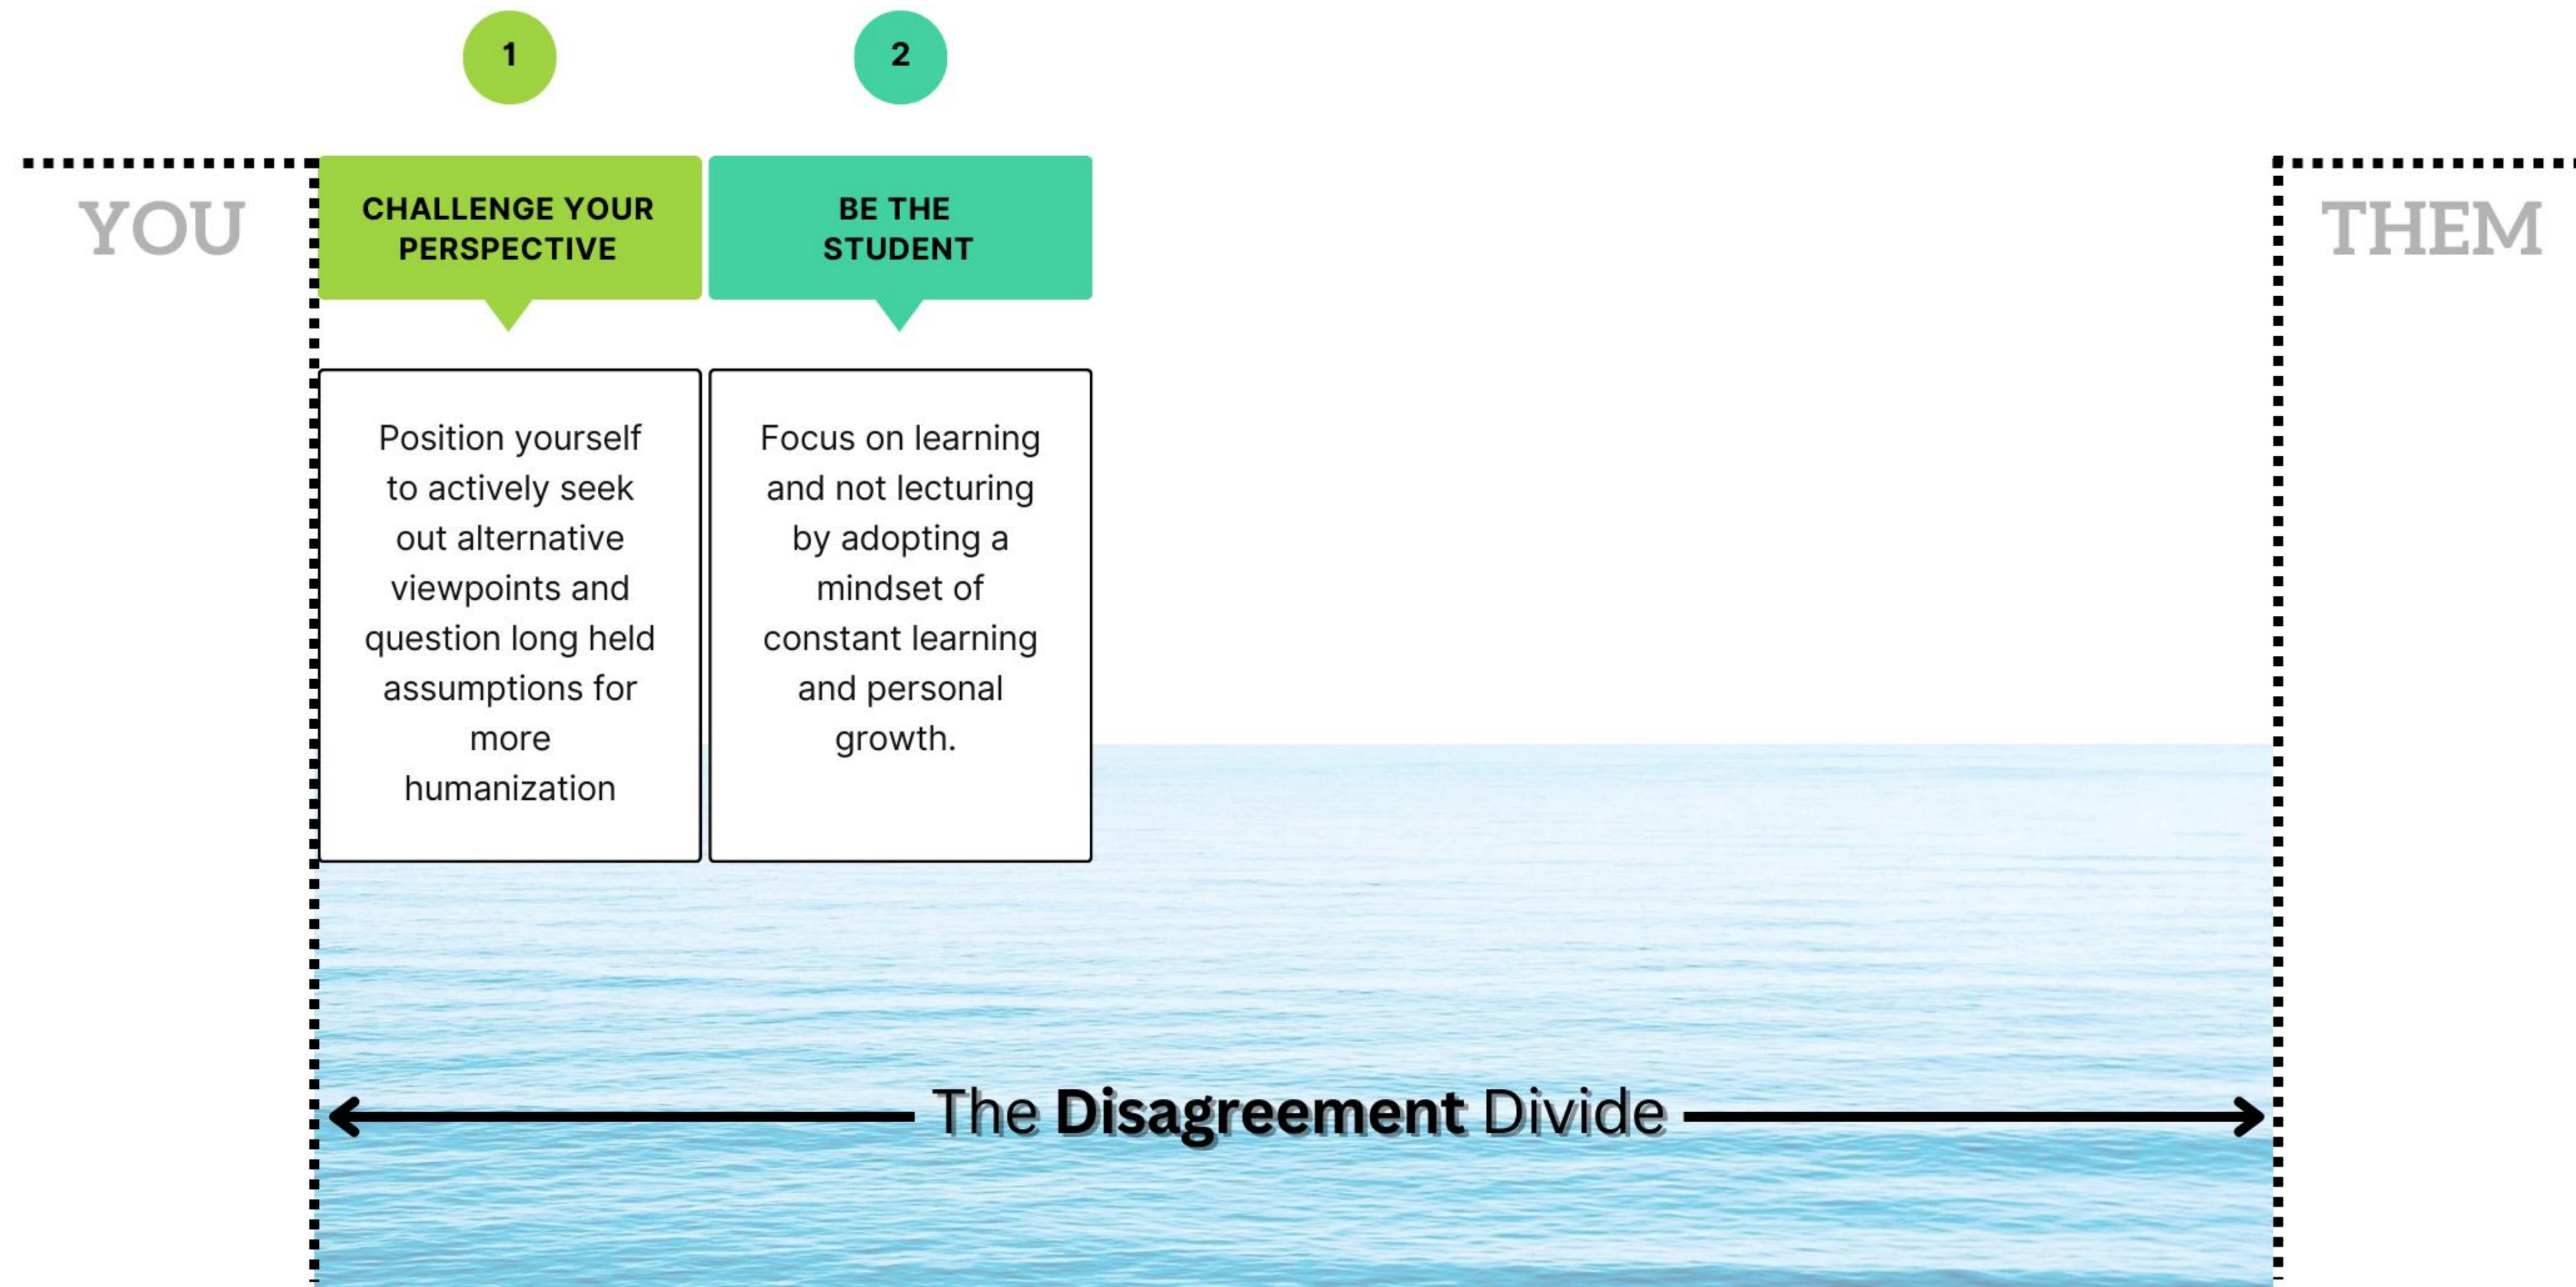 1
2
YOU
CHALLENGE YOUR
PERSPECTIVE
BE THE
STUDENT
THEM
Position yourself
to actively seek
out alternative
viewpoints and
question long held
assumptions for
more
humanization
Focus on learning
and not lecturing
by adopting a
mindset of
constant learning
and personal
growth.
The Disagreement Divide